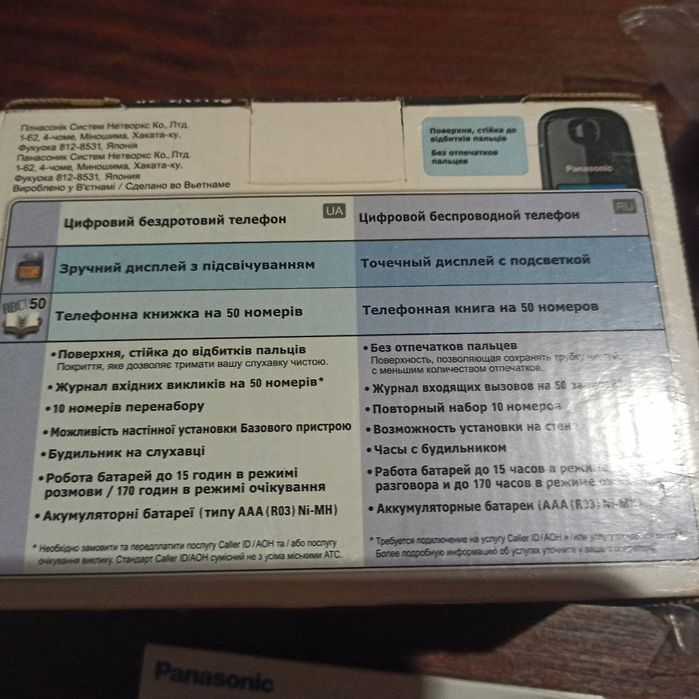 Панасонік Систем Нетворкс Ко., Лтд.
1-62, 4-чоме, Міношима, Хаката-ку,
Фукуока 812-8531, Японія
Панасоник Систем Нетворкс Ко., Лтд.
1-62, 4-чоме, Миношима, Хаката-ку,
Фукуока 812-8531, Япония
Вироблено у В'єтнамі / Сделано во Вьетнаме
Поверхня, стійка до
відбитків пальців
Без отпечатков
пальцев
Panasonic
Цифровий бездротовий телефон
UA
Цифровой беспроводной телефон
RU
Зручний дисплей з підсвічуванням
Точечный дисплей с подсветкой
ABC! 50
Телефонна книжка на 50 номерів
Телефонная книга на 50 номеров
• Поверхня, стійка до відбитків пальців
Покриття, яке дозволяє тримати вашу слухавку чистою.
• Журнал вхідних викликів на 50 номерів*
• 10 номерів перенабору
• Можливість настінної установки Базового пристрою
• Будильник на слухавці
• Робота батарей до 15 годин в режимі
розмови / 170 годин в режимі очікування
• Акумуляторні батареї (типу ААА (R03) Ni-MH)
* Необхідно замовити та передплатити послугу Caller ID / АОН та / або послугу
очікування виклику. Стандарт Caller ID/АОН сумісний не з усіма міськими АТС.
• Без отпечатков пальцев
Поверхность, позволяющая сохранять трубку
с меньшим количеством отпечатков.
• Журнал входящих вызовов на 50
• Повторный набор 10 номеров
• Возможность установки на
• Часы с будильником
• Работа батарей до 15 часов в режиме
разговора и до 170 часов в режиме
• Аккумуляторные батареи (ААА (R03) Ni-MH)
* Требуется подключение на услугу Caller ID / АОН и / или
Более подробную информацию об услугах уточните у вашего оператора.
Panasonic